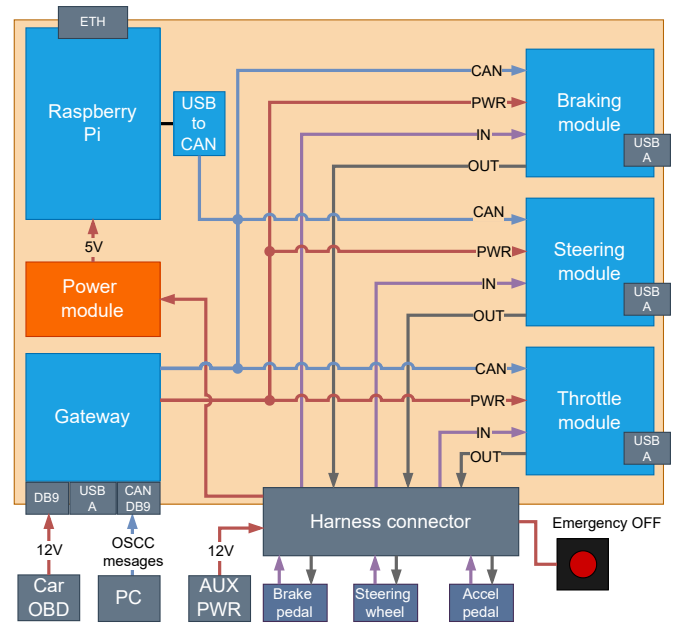 ETH
Raspberry
Pi
USB
to
CAN
CAN
PWR
IN
OUT
Braking
module
USB
A
5V
Power
module
CAN
PWR
IN
OUT
Steering
module
USB
A
Gateway
CAN
PWR
IN
OUT
Throttle
module
USB
A
DB9
USB
A
CAN
DB9
Harness connector
Emergency OFF
12V
OSCC
mesages
12V
Car
OBD
PC
AUX
PWR
Brake
pedal
Steering
wheel
Accel
pedal